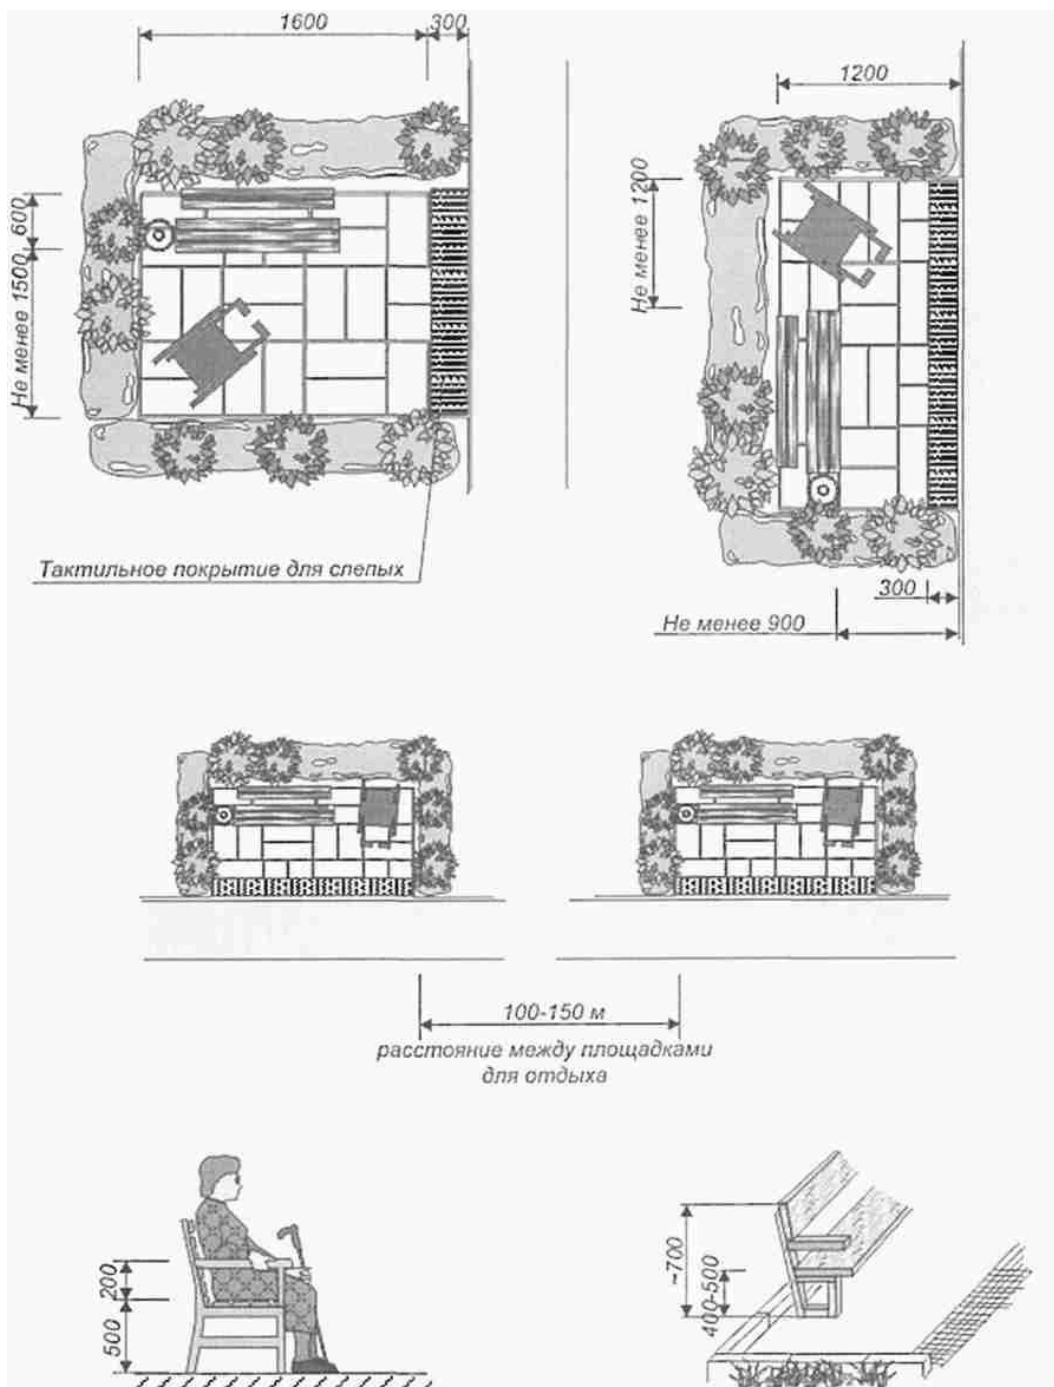 1600
300
600
Не менее 1500
Тактильное покрытие для слепых
1200
Не менее 1200
300
Не менее 900
100-150 м
расстояние между площадками
для отдыха
200
500
~700
400-500